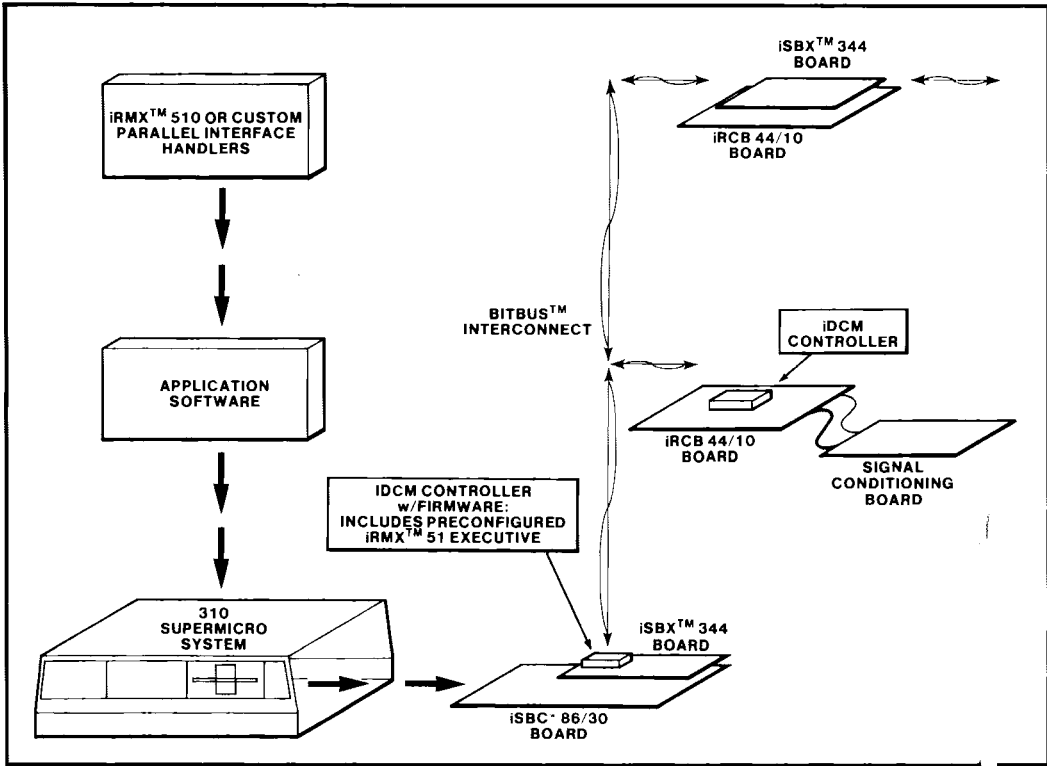 iRMX™ 510 OR CUSTOM
PARALLEL INTERFACE
HANDLERS
APPLICATION
SOFTWARE
310
SUPERMICRO
SYSTEM
iSBX™ 344
BOARD
iRCB 44/10
BOARD
BITBUS™
INTERCONNECT
iDCM
CONTROLLER
iRCB 44/10
BOARD
SIGNAL
CONDITIONING
BOARD
IDCM CONTROLLER
w/FIRMWARE:
INCLUDES PRECONFIGURED
iRMX™ 51 EXECUTIVE
iSBX™ 344
BOARD
iSBC* 86/30
BOARD